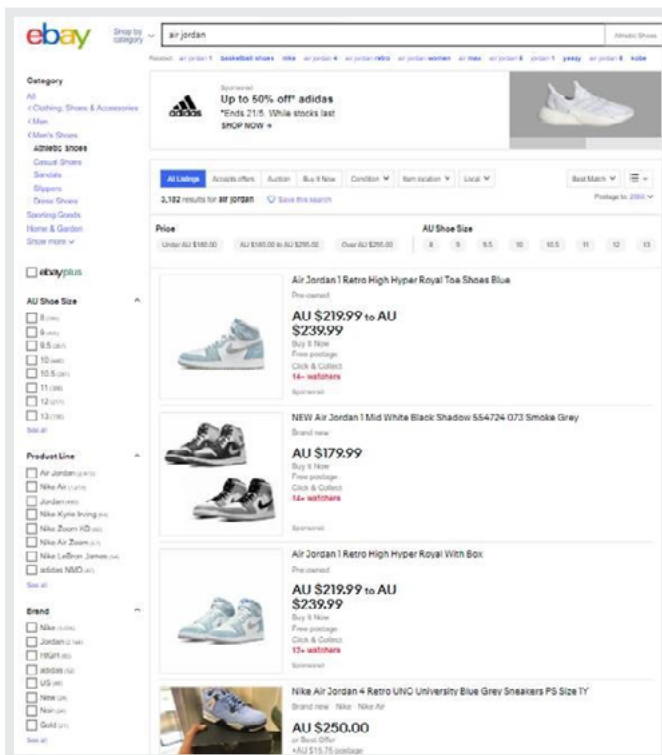 ebay
Shop by
category
air jordan
Athletic Shoes
Related: air jordan 1 basketball shoes nike air jordan 4 air jordan retro air jordan women air max air jordan 6 jordan 1 yeezy air jordan 5 kobe
Category
All
Clothing, Shoes & Accessories
Men
Men's Shoes
Athletic Shoes
Casual Shoes
Sandals
Slippers
Dress Shoes
Sporting Goods
Home & Garden
Show more
ebayplus
AU Shoe Size
8
9
9.5
10
10.5
11
12
13
See all
Product Line
Air Jordan
Nike Air
Jordan
Nike Kyrie Irving
Nike Zoom KD
Nike Air Zoom
Nike LeBron James
adidas NMD
See all
Brand
Nike
Jordan
HIGH
adidas
US
New
Noir
Gold
See all
Sponsored
adidas
Up to 50% off* adidas
*Ends 21/5. While stocks last
SHOP NOW →
All Listings Accepts offers Auction Buy It Now Condition Item location Local Best Match
3,182 results for air jordan Save this search Postage to:
Price
Under AU $180.00 AU $180.00 to AU $295.00 Over AU $295.00
AU Shoe Size
8 9 9.5 10 10.5 11 12 13
Air Jordan 1 Retro High Hyper Royal Toe Shoes Blue
Pre-owned
AU $219.99 to AU
$239.99
Buy It Now
Free postage
Click & Collect
14+ watchers
Sponsored
NEW Air Jordan 1 Mid White Black Shadow 554724 073 Smoke Grey
Brand new
AU $179.99
Buy It Now
Free postage
Click & Collect
14+ watchers
Sponsored
Air Jordan 1 Retro High Hyper Royal With Box
Pre-owned
AU $219.99 to AU
$239.99
Buy It Now
Free postage
Click & Collect
12+ watchers
Sponsored
Nike Air Jordan 4 Retro UNC University Blue Grey Sneakers PS Size 1Y
Brand new · Nike · Nike Air
AU $250.00
or Best Offer
+AU $15.75 postage